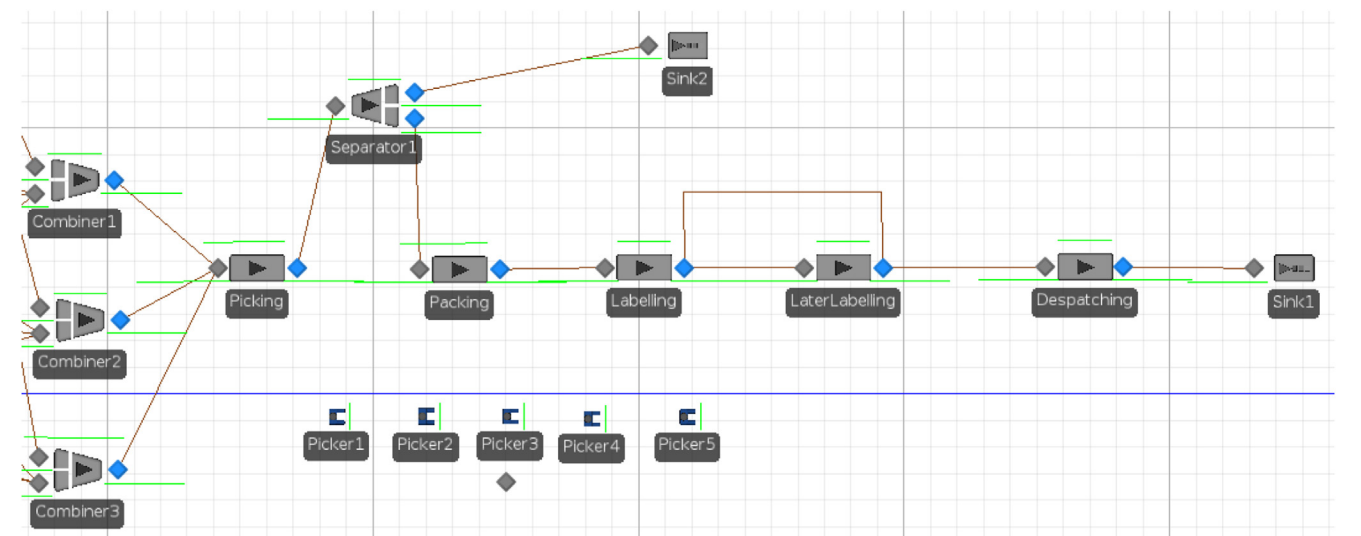 Sink2
Separator1
Combiner1
Picking
Packing
Labelling
LaterLabelling
Despatching
Sink1
Combiner2
Picker1
Picker2
Picker3
Picker4
Picker5
Combiner3